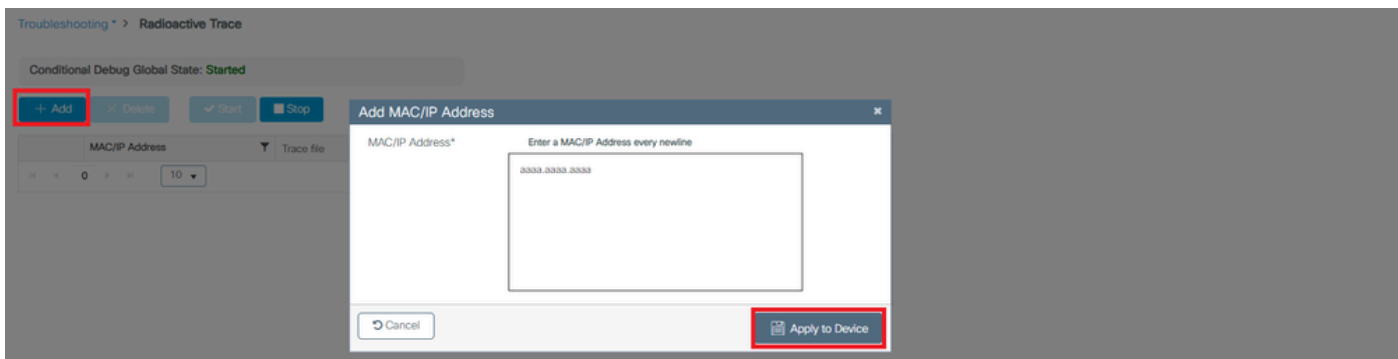 Troubleshooting * > Radioactive Trace
Conditional Debug Global State: Started
+ Add × Delete ✓ Start Stop
Add MAC/IP Address ×
MAC/IP Address* Enter a MAC/IP Address every newline
aaaa.aaaa.aaaa
MAC/IP Address Trace file
0 10
Cancel Apply to Device